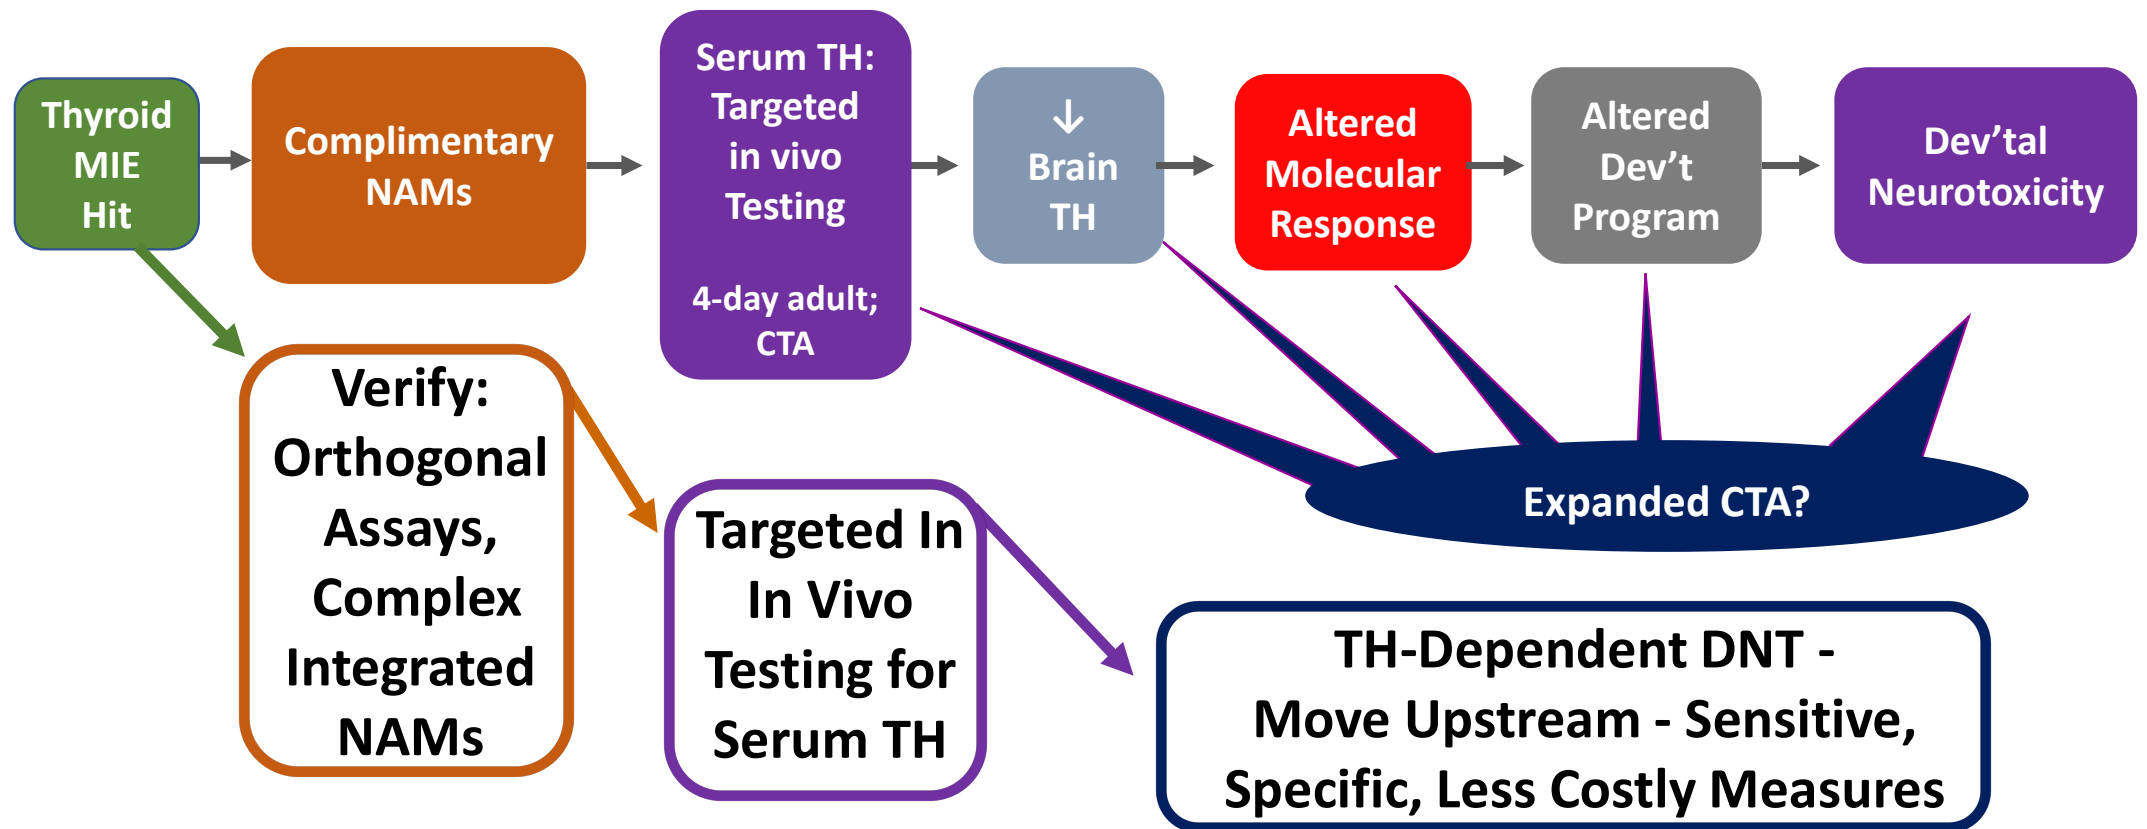 Thyroid
MIE
Hit
Complimentary
NAMs
Serum TH:
Targeted
in vivo
Testing
4-day adult;
CTA
↓
Brain
TH
Altered
Molecular
Response
Altered
Dev’t
Program
Dev’tal
Neurotoxicity
Verify:
Orthogonal
Assays,
Complex
Integrated
NAMs
Targeted In
In Vivo
Testing for
Serum TH
Expanded CTA?
TH-Dependent DNT -
Move Upstream - Sensitive,
Specific, Less Costly Measures